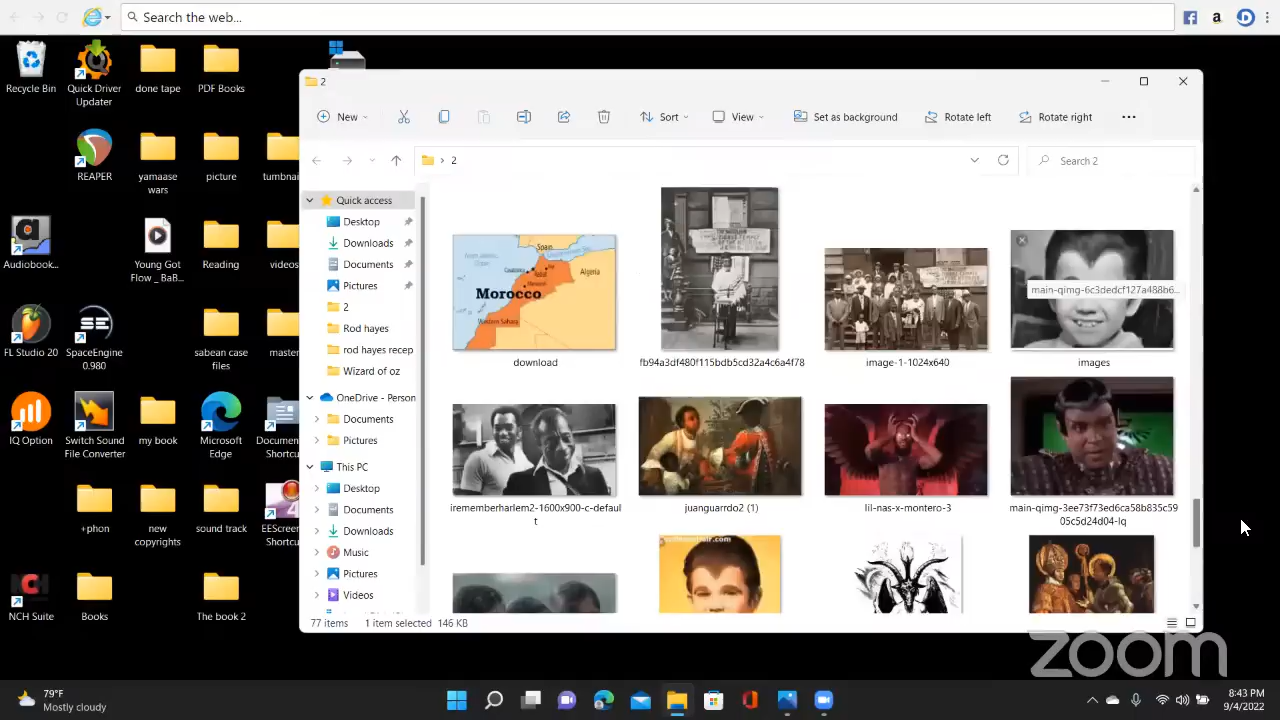 Search the web...
Recycle Bin
Quick Driver
Updater
done tape
PDF Books
REAPER
yamaase
wars
picture
tumbnai
Audiobook...
Young Got
Flow _ BaB...
Reading
videos
FL Studio 20
SpaceEngine
0.980
sabean case
files
master
IQ Option
Switch Sound
File Converter
my book
Microsoft
Edge
Documen
Shortcu
+phon
new
copyrights
sound track
EEScreen
Shortcu
NCH Suite
Books
The book 2
2
New
Sort
View
Set as background
Rotate left
Rotate right
2
Search 2
Quick access
Desktop
Downloads
Documents
Pictures
2
Rod hayes
rod hayes recep
Wizard of oz
OneDrive - Person
Documents
Pictures
This PC
Desktop
Documents
Downloads
Music
Pictures
Videos
Spain
Morocco
Algeria
Western Sahara
download
fb94a3df480f115bdb5cd32a4c6a4f78
image-1-1024x640
main-qimg-6c3dedcf127a488b6...
images
irememberharlem2-1600x900-c-defaul
t
juanguarrdo2 (1)
lil-nas-x-montero-3
main-qimg-3ee73f73ed6ca58b835c59
05c5d24d04-lq
77 items
1 item selected
146 KB
zoom
79°F
Mostly cloudy
8:43 PM
9/4/2022